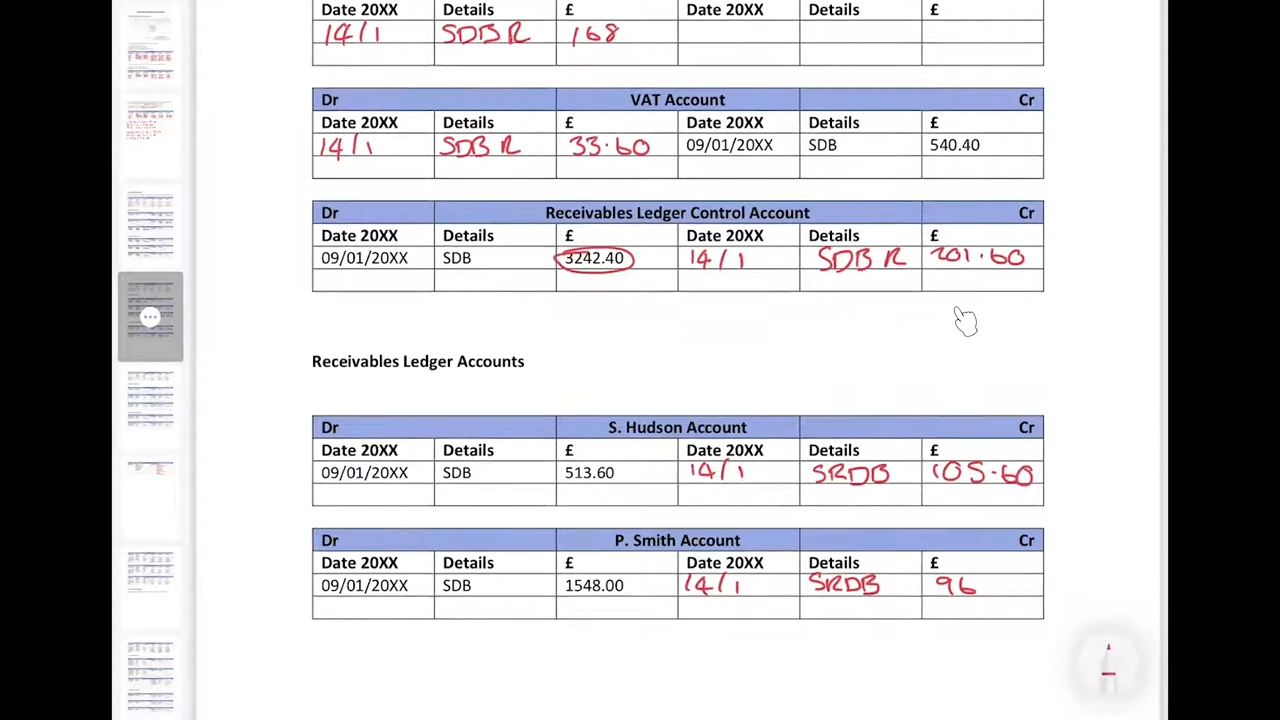 Date 20XX Details £ Date 20XX Details £
14/1 SDB R 168
Dr VAT Account Cr
Date 20XX Details £ Date 20XX Details £
14/1 SDB R 33.60 09/01/20XX SDB 540.40
Dr Receivables Ledger Control Account Cr
Date 20XX Details £ Date 20XX Details £
09/01/20XX SDB 3242.40 14/1 SDB R 201.60
Receivables Ledger Accounts
Dr S. Hudson Account Cr
Date 20XX Details £ Date 20XX Details £
09/01/20XX SDB 513.60 14/1 SRDB 105.60
Dr P. Smith Account Cr
Date 20XX Details £ Date 20XX Details £
09/01/20XX SDB 1548.00 14/1 SRDB 96